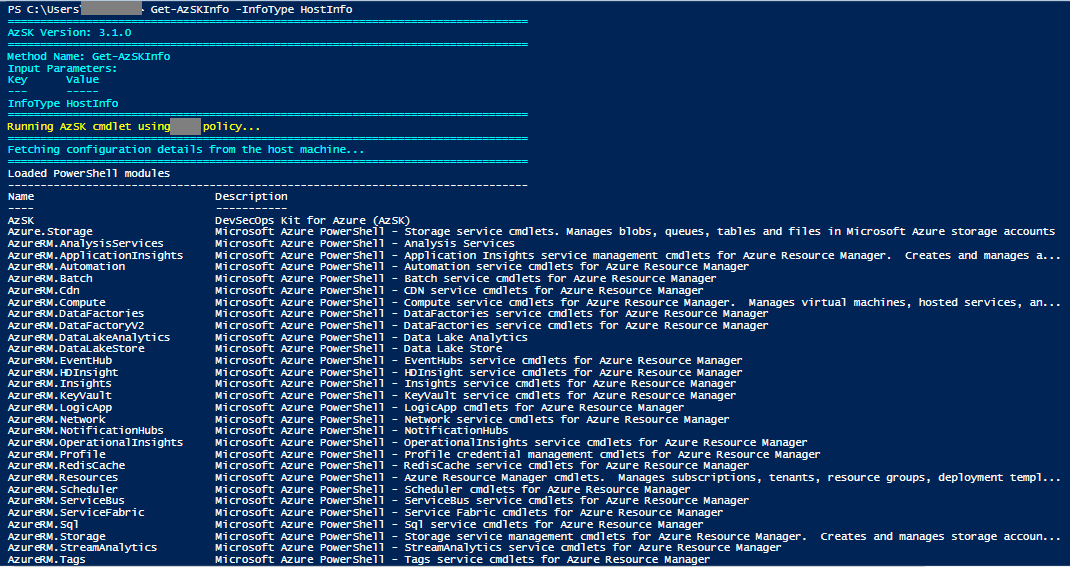 PS C:\Users\ Get-AzSKInfo -InfoType HostInfo
================================================================================
AzSK Version: 3.1.0
================================================================================
Method Name: Get-AzSKInfo
Input Parameters:
Key      Value
---      -----
InfoType HostInfo
================================================================================
Running AzSK cmdlet using policy...
================================================================================
Fetching configuration details from the host machine...
================================================================================
Loaded PowerShell modules
--------------------------------------------------------------------------------
Name                            Description
----                            -----------
AzSK                            DevSecOps Kit for Azure (AzSK)
Azure.Storage                   Microsoft Azure PowerShell - Storage service cmdlets. Manages blobs, queues, tables and files in Microsoft Azure storage accounts
AzureRM.AnalysisServices        Microsoft Azure PowerShell - Analysis Services
AzureRM.ApplicationInsights     Microsoft Azure PowerShell - Application Insights service management cmdlets for Azure Resource Manager.  Creates and manages a...
AzureRM.Automation              Microsoft Azure PowerShell - Automation service cmdlets for Azure Resource Manager
AzureRM.Batch                   Microsoft Azure PowerShell - Batch service cmdlets for Azure Resource Manager
AzureRM.Cdn                     Microsoft Azure PowerShell - CDN service cmdlets for Azure Resource Manager
AzureRM.Compute                 Microsoft Azure PowerShell - Compute service cmdlets for Azure Resource Manager.  Manages virtual machines, hosted services, an...
AzureRM.DataFactories           Microsoft Azure PowerShell - DataFactories service cmdlets for Azure Resource Manager
AzureRM.DataFactoryV2           Microsoft Azure PowerShell - DataFactories service cmdlets for Azure Resource Manager
AzureRM.DataLakeAnalytics       Microsoft Azure PowerShell - Data Lake Analytics
AzureRM.DataLakeStore           Microsoft Azure PowerShell - Data Lake Store
AzureRM.EventHub                Microsoft Azure PowerShell - EventHubs service cmdlets for Azure Resource Manager
AzureRM.HDInsight               Microsoft Azure PowerShell - HDInsight service cmdlets for Azure Resource Manager
AzureRM.Insights                Microsoft Azure PowerShell - Insights service cmdlets for Azure Resource Manager
AzureRM.KeyVault                Microsoft Azure PowerShell - KeyVault service cmdlets for Azure Resource Manager
AzureRM.LogicApp                Microsoft Azure PowerShell - LogicApp cmdlets for Azure Resource Manager
AzureRM.Network                 Microsoft Azure PowerShell - Network service cmdlets for Azure Resource Manager
AzureRM.NotificationHubs        Microsoft Azure PowerShell - NotificationHubs
AzureRM.OperationalInsights     Microsoft Azure PowerShell - OperationalInsights service cmdlets for Azure Resource Manager
AzureRM.Profile                 Microsoft Azure PowerShell - Profile credential management cmdlets for Azure Resource Manager
AzureRM.RedisCache              Microsoft Azure PowerShell - RedisCache service cmdlets for Azure Resource Manager
AzureRM.Resources               Microsoft Azure PowerShell - Azure Resource Manager cmdlets.  Manages subscriptions, tenants, resource groups, deployment templ...
AzureRM.Scheduler               Microsoft Azure PowerShell - Scheduler cmdlets for Azure Resource Manager
AzureRM.ServiceBus              Microsoft Azure PowerShell - ServiceBus service cmdlets for Azure Resource Manager
AzureRM.ServiceFabric           Microsoft Azure PowerShell - Service Fabric cmdlets for Azure Resource Manager
AzureRM.Sql                     Microsoft Azure PowerShell - Sql service cmdlets for Azure Resource Manager
AzureRM.Storage                 Microsoft Azure PowerShell - Storage service management cmdlets for Azure Resource Manager.  Creates and manages storage accoun...
AzureRM.StreamAnalytics         Microsoft Azure PowerShell - StreamAnalytics service cmdlets for Azure Resource Manager
AzureRM.Tags                    Microsoft Azure PowerShell - Tags service cmdlets for Azure Resource Manager